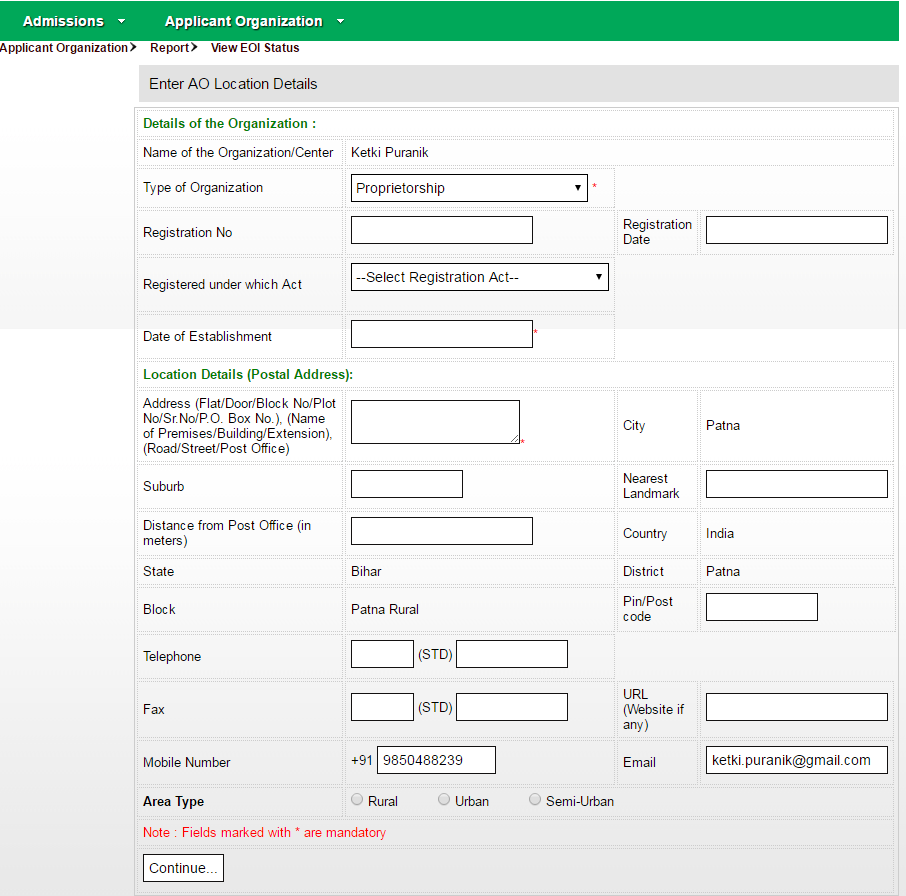 Admissions Applicant Organization
Applicant Organization Report View EOI Status
Enter AO Location Details
Details of the Organization :
Name of the Organization/Center Ketki Puranik
Type of Organization Proprietorship *
Registration No
Registration
Date
Registered under which Act --Select Registration Act--
Date of Establishment *
Location Details (Postal Address):
Address (Flat/Door/Block No/Plot
No/Sr.No/P.O. Box No.), (Name
of Premises/Building/Extension),
(Road/Street/Post Office)
*
City Patna
Suburb
Nearest
Landmark
Distance from Post Office (in
meters)
Country India
State Bihar District Patna
Block Patna Rural
Pin/Post
code
Telephone (STD)
Fax (STD)
URL
(Website if
any)
Mobile Number +91 9850488239 Email ketki.puranik@gmail.com
Area Type Rural Urban Semi-Urban
Note : Fields marked with * are mandatory
Continue...